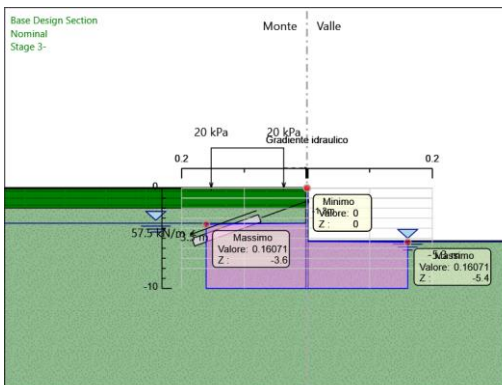 Base Design Section
Nominal
Stage 3-
Monte Valle
20 kPa 20 kPa
Gradiente idraulico
0.2 0.2
0
Minimo
Valore: 0
Z : 0
57.5 kN/m
Massimo
Valore: 0.16071
Z : -3.6
Massimo
Valore: 0.16071
Z : -5.4
-10